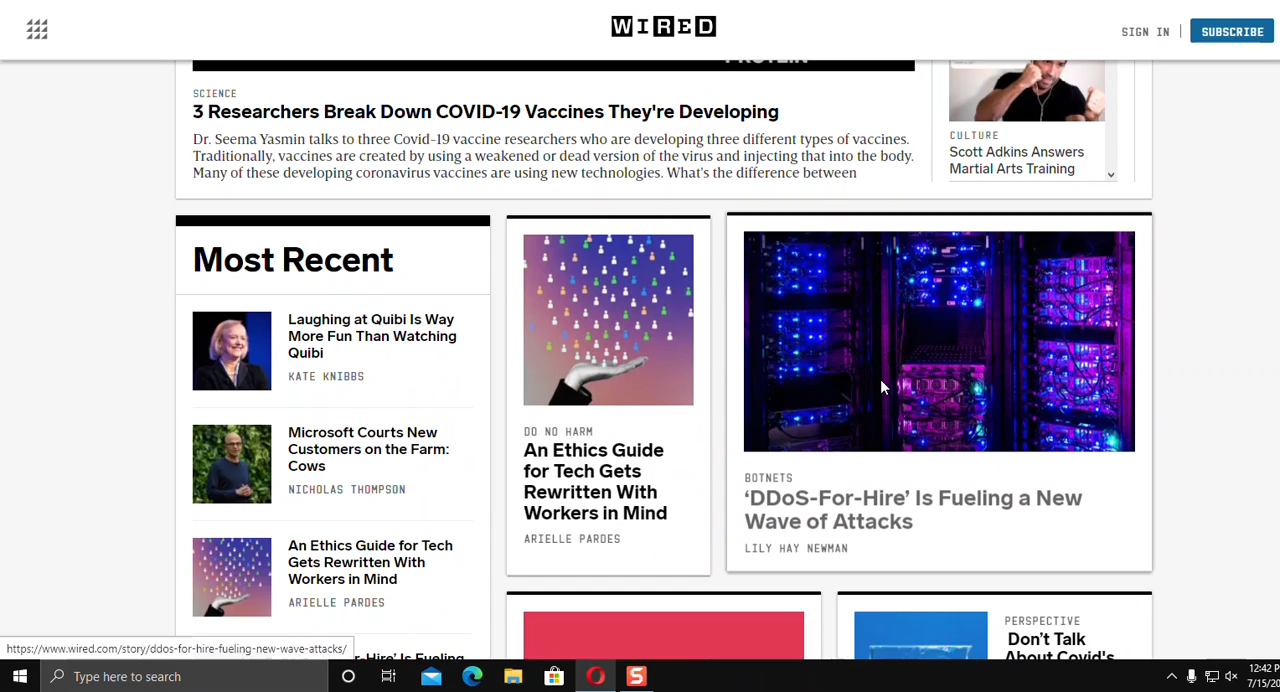 WIRED
SIGN IN
SUBSCRIBE
SCIENCE
3 Researchers Break Down COVID-19 Vaccines They're Developing
Dr. Seema Yasmin talks to three Covid-19 vaccine researchers who are developing three different types of vaccines.
Traditionally, vaccines are created by using a weakened or dead version of the virus and injecting that into the body.
Many of these developing coronavirus vaccines are using new technologies. What's the difference between
CULTURE
Scott Adkins Answers
Martial Arts Training
Most Recent
Laughing at Quibi Is Way
More Fun Than Watching
Quibi
KATE KNIBBS
Microsoft Courts New
Customers on the Farm:
Cows
NICHOLAS THOMPSON
An Ethics Guide for Tech
Gets Rewritten With
Workers in Mind
ARIELLE PARDES
DO NO HARM
An Ethics Guide
for Tech Gets
Rewritten With
Workers in Mind
ARIELLE PARDES
BOTNETS
‘DDoS-For-Hire’ Is Fueling a New
Wave of Attacks
LILY HAY NEWMAN
PERSPECTIVE
Don’t Talk
About Covid's
https://www.wired.com/story/ddos-for-hire-fueling-new-wave-attacks/
-Hire’ Is Fueling
Type here to search
12:42 P
7/15/20